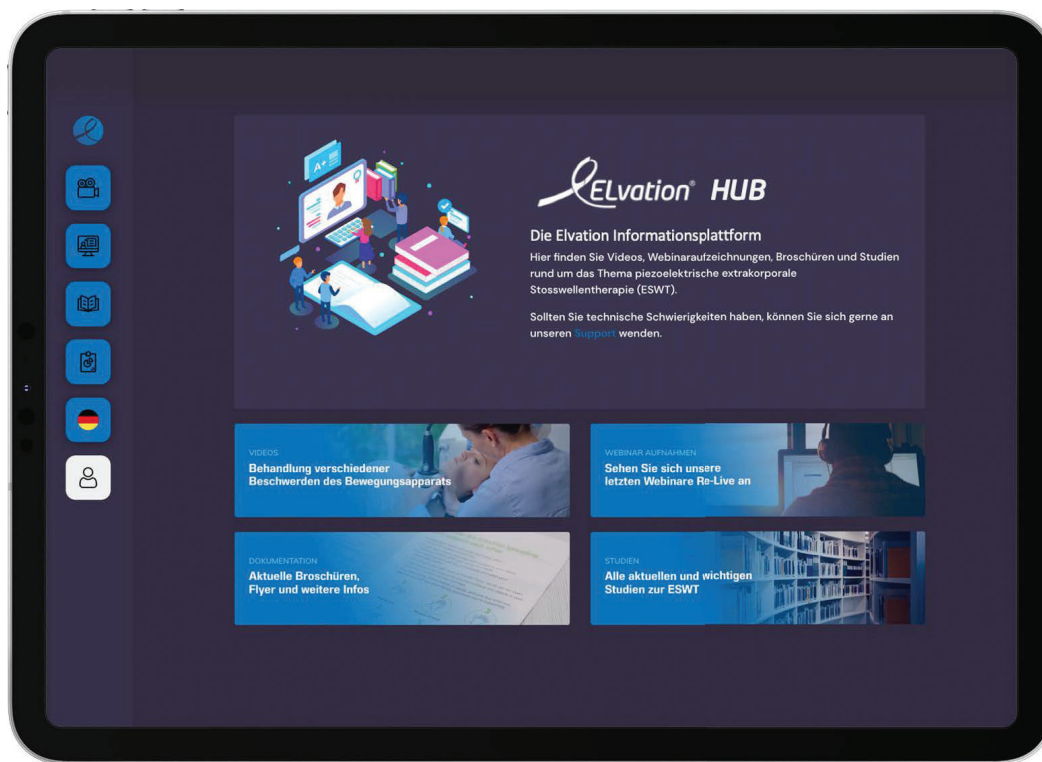 A+
ELvation® HUB
Die Elvation Informationsplattform
Hier finden Sie Videos, Webinaraufzeichnungen, Broschüren und Studien
rund um das Thema piezoelektrische extrakorporale
Stosswellentherapie (ESWT).
Sollten Sie technische Schwierigkeiten haben, können Sie sich gerne an
unseren Support wenden.
VIDEOS
Behandlung verschiedener
Beschwerden des Bewegungsapparats
WEBINAR AUFNAHMEN
Sehen Sie sich unsere
letzten Webinare Re-Live an
DOKUMENTATION
Aktuelle Broschüren,
Flyer und weitere Infos
STUDIEN
Alle aktuellen und wichtigen
Studien zur ESWT